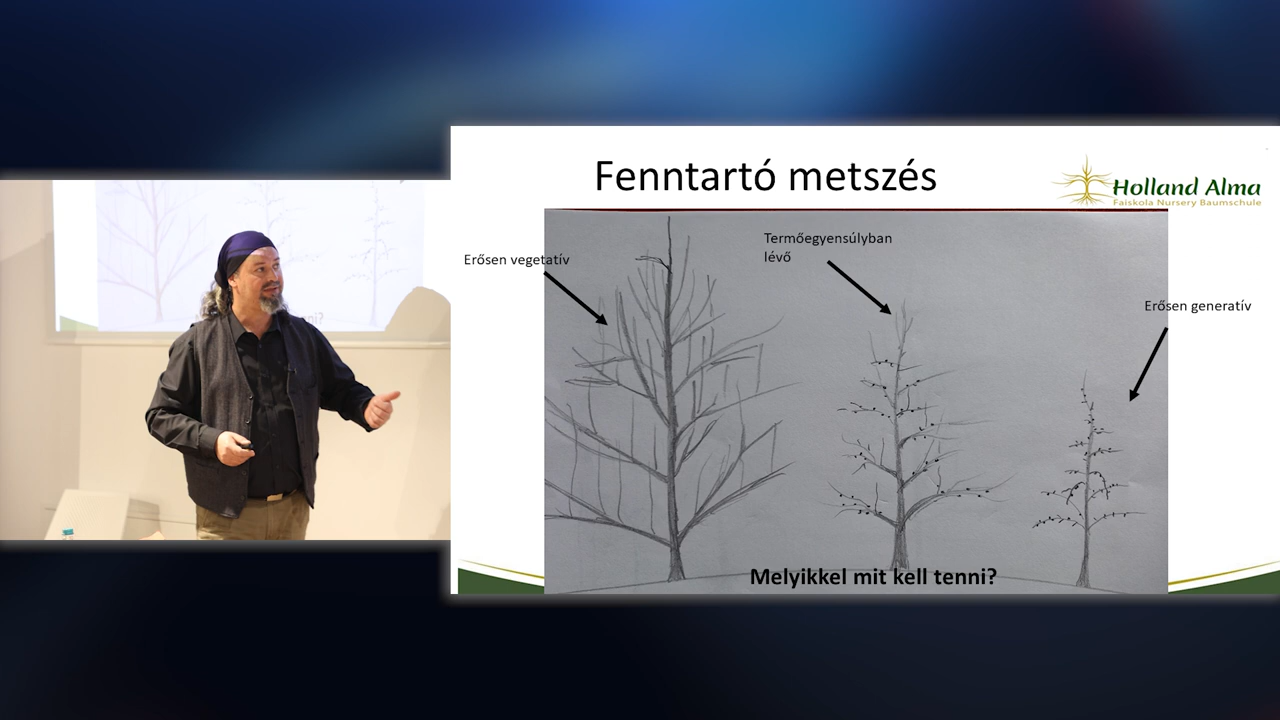 Fenntartó metszés
Holland Alma
Faiskola Nursery Baumschule
Erősen vegetatív
Termőegyensúlyban
lévő
Erősen generatív
Melyikkel mit kell tenni?